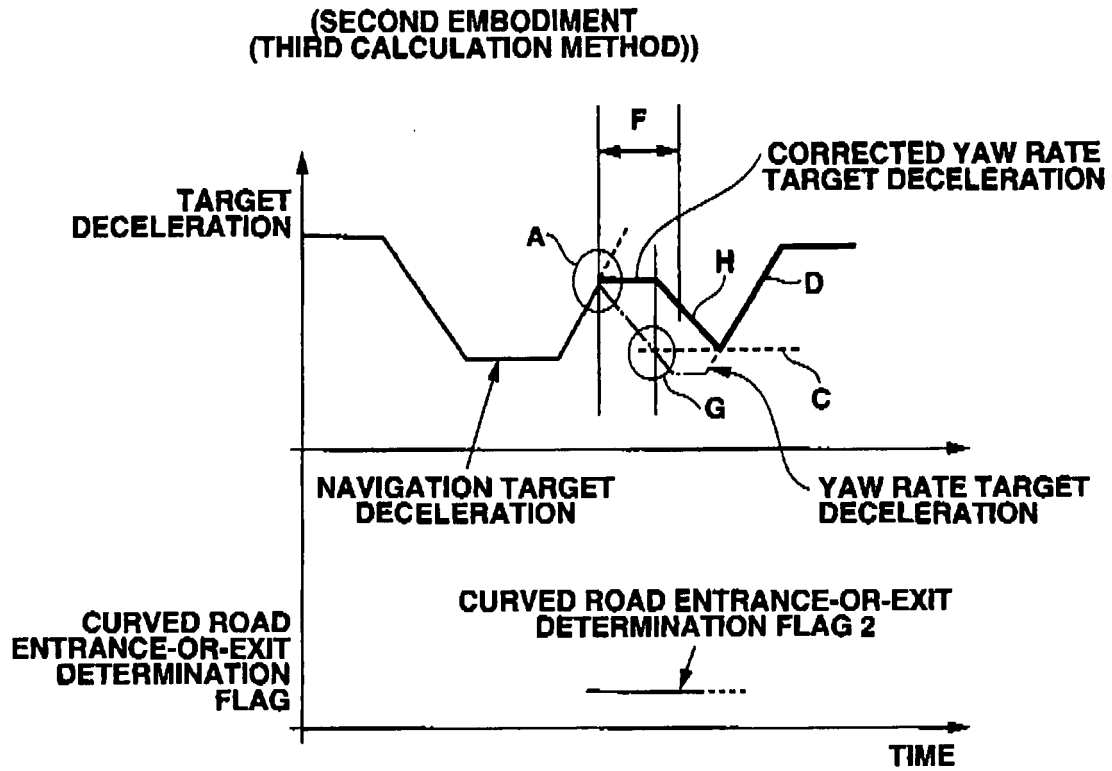 (SECOND EMBODIMENT
(THIRD CALCULATION METHOD))
F
CORRECTED YAW RATE
TARGET DECELERATION
TARGET
DECELERATION
A
H
D
C
G
NAVIGATION TARGET
DECELERATION
YAW RATE TARGET
DECELERATION
CURVED ROAD
ENTRANCE-OR-EXIT
DETERMINATION
FLAG
CURVED ROAD ENTRANCE-OR-EXIT
DETERMINATION FLAG 2
TIME